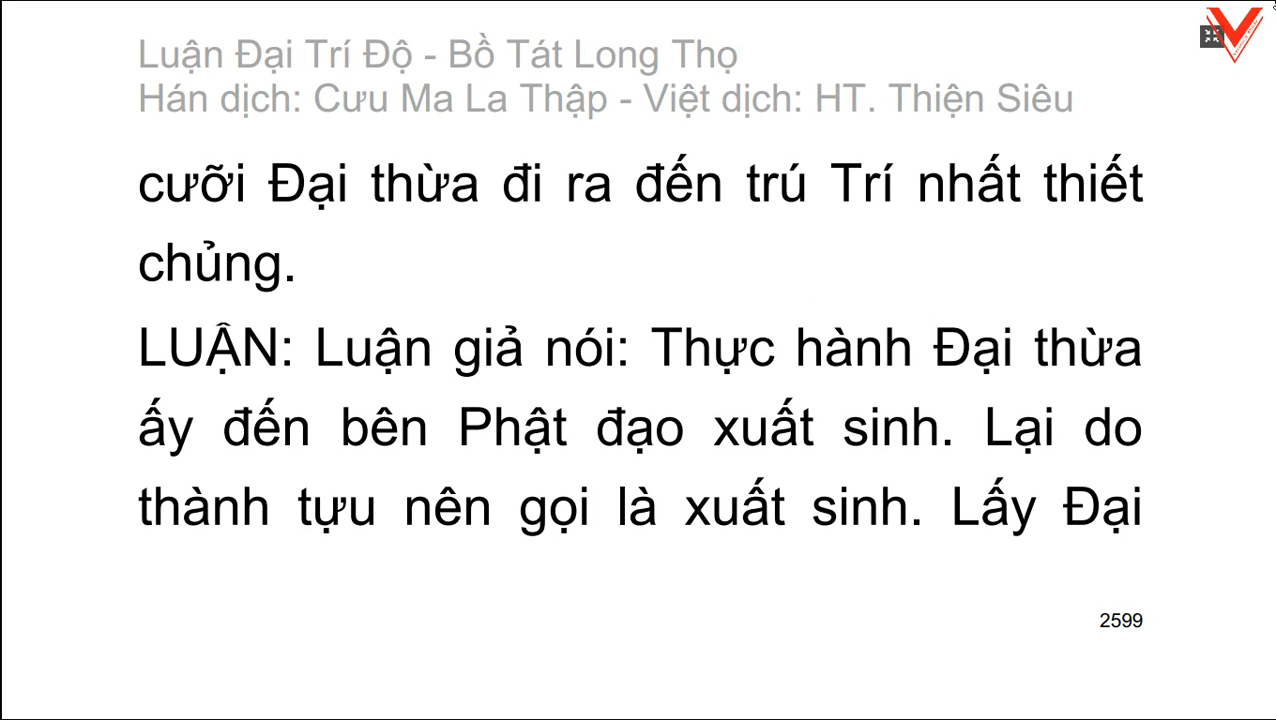 Luận Đại Trí Độ - Bồ Tát Long Thọ
Hán dịch: Cưu Ma La Thập - Việt dịch: HT. Thiện Siêu
cưỡi Đại thừa đi ra đến trú Trí nhất thiết
chủng.
LUẬN: Luận giả nói: Thực hành Đại thừa
ấy đến bên Phật đạo xuất sinh. Lại do
thành tựu nên gọi là xuất sinh. Lấy Đại
2599